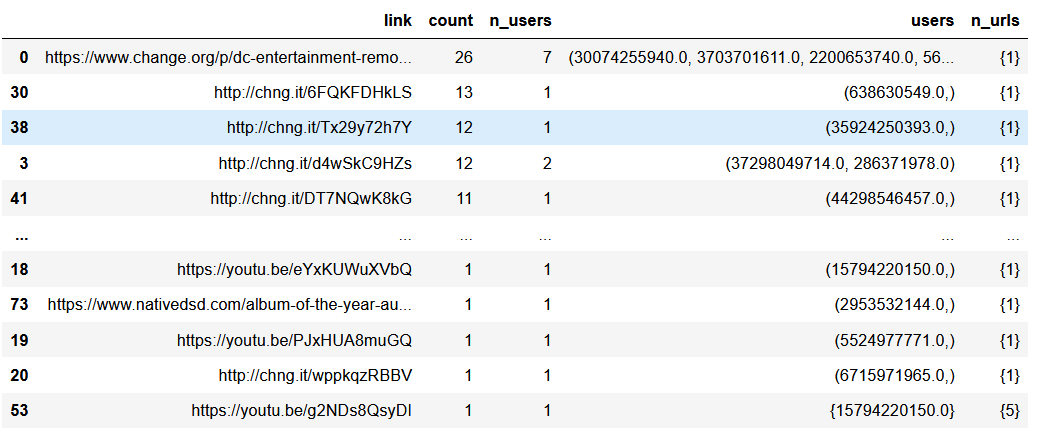 link count n_users users n_urls
0 https://www.change.org/p/dc-entertainment-remo... 26 7 (30074255940.0, 3703701611.0, 2200653740.0, 56... {1}
30 http://chng.it/6FQKFDHkLS 13 1 (638630549.0,) {1}
38 http://chng.it/Tx29y72h7Y 12 1 (35924250393.0,) {1}
3 http://chng.it/d4wSkC9HZs 12 2 (37298049714.0, 286371978.0) {1}
41 http://chng.it/DT7NQwK8kG 11 1 (44298546457.0,) {1}
... ... ... ... ... ...
18 https://youtu.be/eYxKUWuXVbQ 1 1 (15794220150.0,) {1}
73 https://www.nativedsd.com/album-of-the-year-au... 1 1 (2953532144.0,) {1}
19 https://youtu.be/PJxHUA8muGQ 1 1 (5524977771.0,) {1}
20 http://chng.it/wppkqzRBBV 1 1 (6715971965.0,) {1}
53 https://youtu.be/g2NDs8QsyDI 1 1 {15794220150.0} {5}